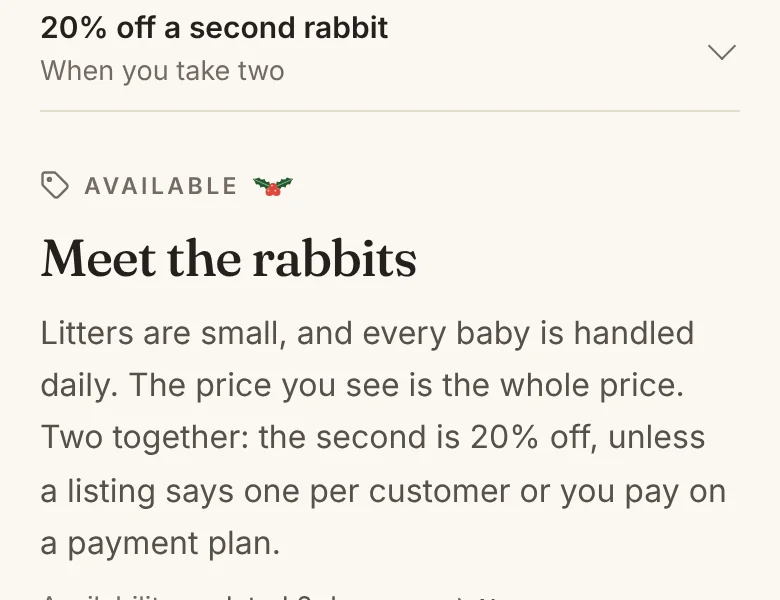 20% off a second rabbit
When you take two
AVAILABLE
Meet the rabbits
Litters are small, and every baby is handled
daily. The price you see is the whole price.
Two together: the second is 20% off, unless
a listing says one per customer or you pay on
a payment plan.